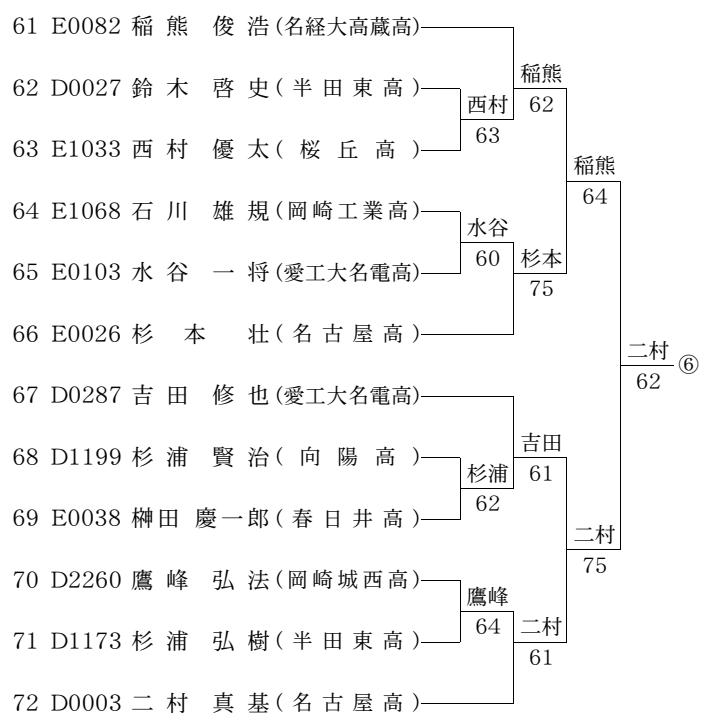 61 E0082 稲熊 俊浩(名経大高蔵高)
稲熊
62 D0027 鈴木 啓史(半田東高)
西村
62
63
63 E1033 西村 優太(桜丘高)
稲熊
64
64 E1068 石川 雄規(岡崎工業高)
水谷
60
杉本
65 E0103 水谷 一将(愛工大名電高)
75
66 E0026 杉本 壮(名古屋高)
二村
62
⑥
67 D0287 吉田 修也(愛工大名電高)
吉田
68 D1199 杉浦 賢治(向陽高)
杉浦
61
62
69 E0038 榊田 慶一郎(春日井高)
二村
75
70 D2260 鷹峰 弘法(岡崎城西高)
鷹峰
64
二村
71 D1173 杉浦 弘樹(半田東高)
61
72 D0003 二村 真基(名古屋高)